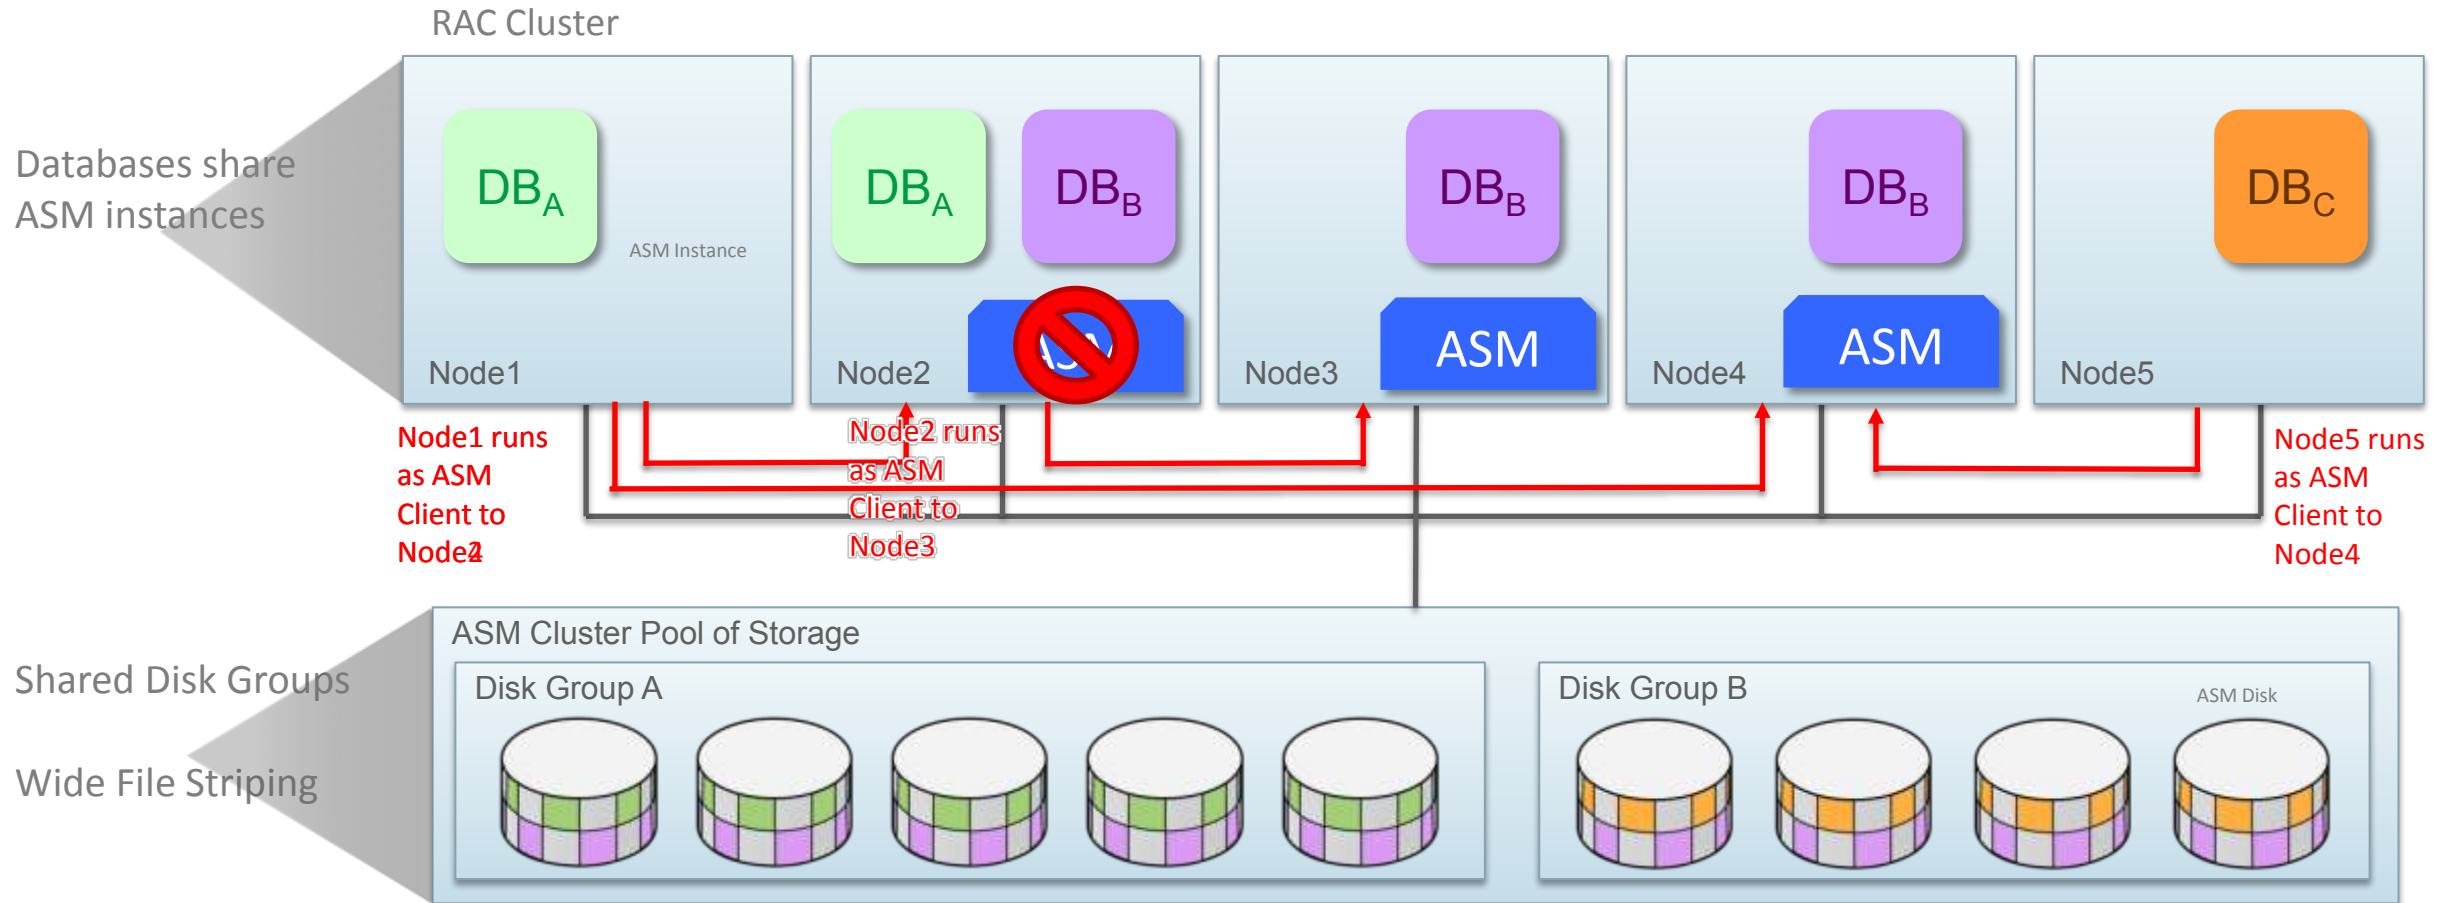 RAC Cluster
Databases share
ASM instances
DBA
ASM Instance
Node1
DBA
DBB
Node2
DBB
ASM
Node3
DBB
ASM
Node4
DBC
Node5
Node1 runs
as ASM
Client to
Node2 runs
as ASM
Client to
Node3
Node5 runs
as ASM
Client to
Node4
ASM Cluster Pool of Storage
Shared Disk Groups
Wide File Striping
Disk Group A
Disk Group B
ASM Disk